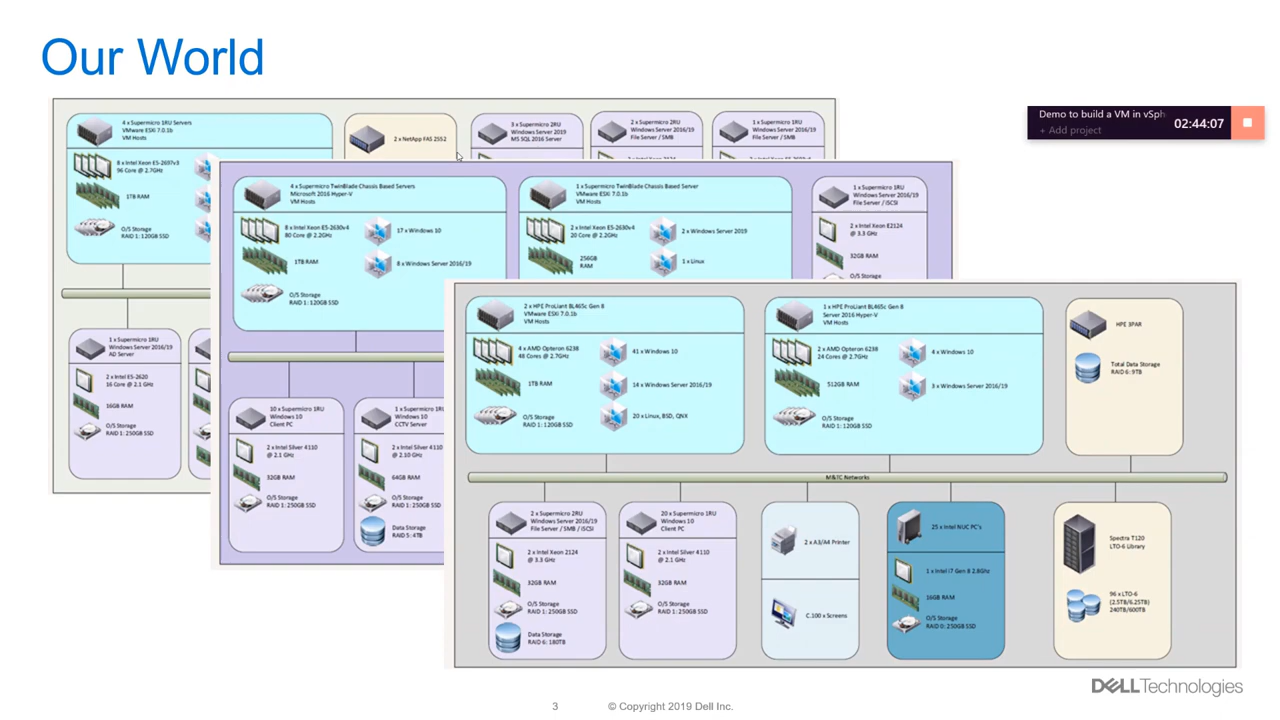 Our World
Demo to build a VM in vSph
+ Add project
02:44:07
4 x Supermicro 1RU Servers
VMware ESXi 7.0.1b
VM Hosts
8 x Intel Xeon E5-2697v3
96 Core @ 2.7GHz
1TB RAM
O/S Storage
RAID 1: 120GB SSD
2 x NetApp FAS 2552
3 x Supermicro 2RU
Windows Server 2019
MS SQL 2016 Server
2 x Supermicro 2RU
Windows Server 2016/19
File Server / SMB
1 x Supermicro 1RU
Windows Server 2016/19
File Server / SMB
1 x Supermicro 1RU
Windows Server 2016/19
AD Server
2 x Intel E5-2620
16 Core @ 2.1 GHz
16GB RAM
O/S Storage
RAID 1: 250GB SSD
4 x Supermicro TwinBlade Chassis Based Servers
Microsoft 2016 Hyper-V
VM Hosts
8 x Intel Xeon E5-2630v4
80 Core @ 2.2GHz
1TB RAM
O/S Storage
RAID 1: 120GB SSD
17 x Windows 10
8 x Windows Server 2016/19
1 x Supermicro TwinBlade Chassis Based Server
VMware ESXi 7.0.1b
VM Hosts
2 x Intel Xeon E5-2630v4
20 Core @ 2.2GHz
256GB
RAM
2 x Windows Server 2019
1 x Linux
1 x Supermicro 1RU
Windows Server 2016/19
File Server / iSCSI
2 x Intel Xeon E2124
@ 3.3 GHz
32GB RAM
O/S Storage
10 x Supermicro 1RU
Windows 10
Client PC
2 x Intel Silver 4110
@ 2.1 GHz
32GB RAM
O/S Storage
RAID 1: 250GB SSD
1 x Supermicro 1RU
Windows 10
CCTV Server
2 x Intel Silver 4110
@ 2.10 GHz
64GB RAM
O/S Storage
RAID 1: 250GB SSD
Data Storage
RAID 5: 4TB
2 x HPE ProLiant BL465c Gen 8
VMware ESXi 7.0.1b
VM Hosts
4 x AMD Opteron 6238
48 Cores @ 2.7GHz
1TB RAM
O/S Storage
RAID 1: 120GB SSD
41 x Windows 10
14 x Windows Server 2016/19
20 x Linux, BSD, QNX
1 x HPE ProLiant BL465c Gen 8
Server 2016 Hyper-V
VM Hosts
2 x AMD Opteron 6238
24 Cores @ 2.7GHz
512GB RAM
O/S Storage
RAID 1: 120GB SSD
4 x Windows 10
3 x Windows Server 2016/19
HPE 3PAR
Total Data Storage
RAID 6: 9TB
M&TC Networks
2 x Supermicro 2RU
Windows Server 2016/19
File Server / SMB / iSCSI
2 x Intel Xeon 2124
@ 3.3 GHz
32GB RAM
O/S Storage
RAID 1: 250GB SSD
Data Storage
RAID 6: 180TB
20 x Supermicro 1RU
Windows 10
Client PC
2 x Intel Silver 4110
@ 2.1 GHz
32GB RAM
O/S Storage
RAID 1: 250GB SSD
2 x A3/A4 Printer
C.100 x Screens
25 x Intel NUC PC's
1 x Intel i7 Gen 8 2.8Ghz
16GB RAM
O/S Storage
RAID 0: 250GB SSD
Spectra T120
LTO-6 Library
96 x LTO-6
(2.5TB/6.25TB)
240TB/600TB
DELL Technologies
3
© Copyright 2019 Dell Inc.